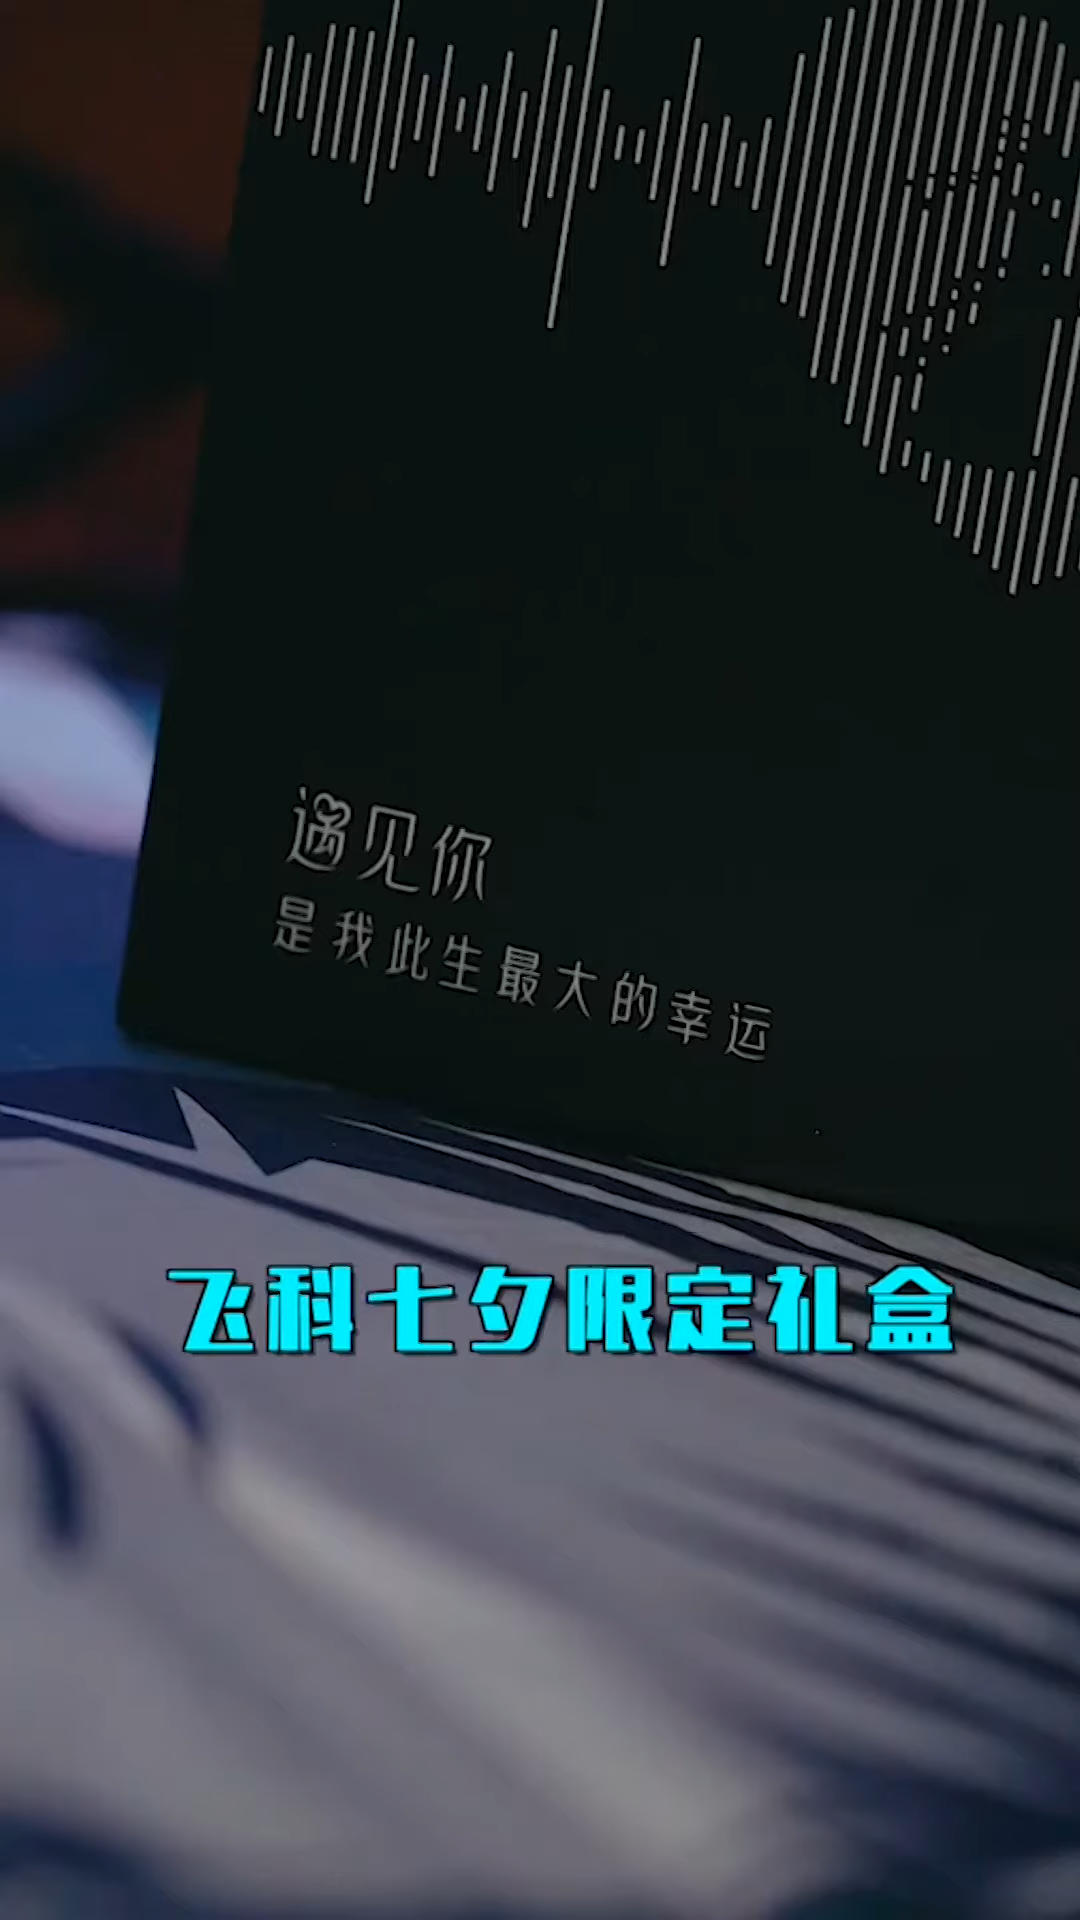 遇见你
是我此生最大的幸运
飞科七夕限定礼盒